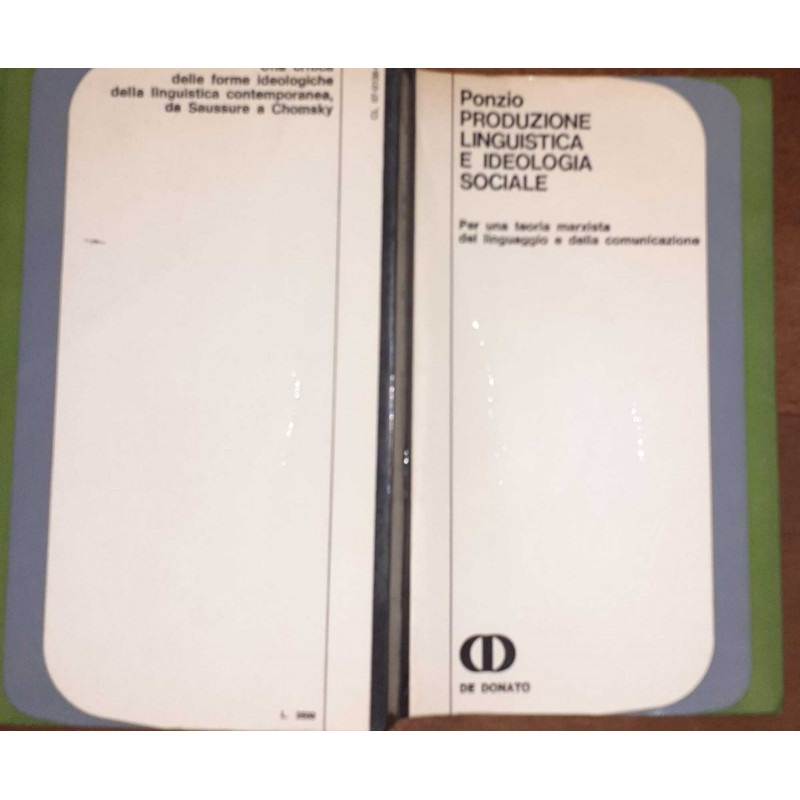 delle forme ideologiche
della linguistica contemporanea,
da Saussure a Chomsky
L.
Ponzio
PRODUZIONE
LINGUISTICA
E IDEOLOGIA
SOCIALE
Per una teoria marxista
del linguaggio e della comunicazione
DE DONATO